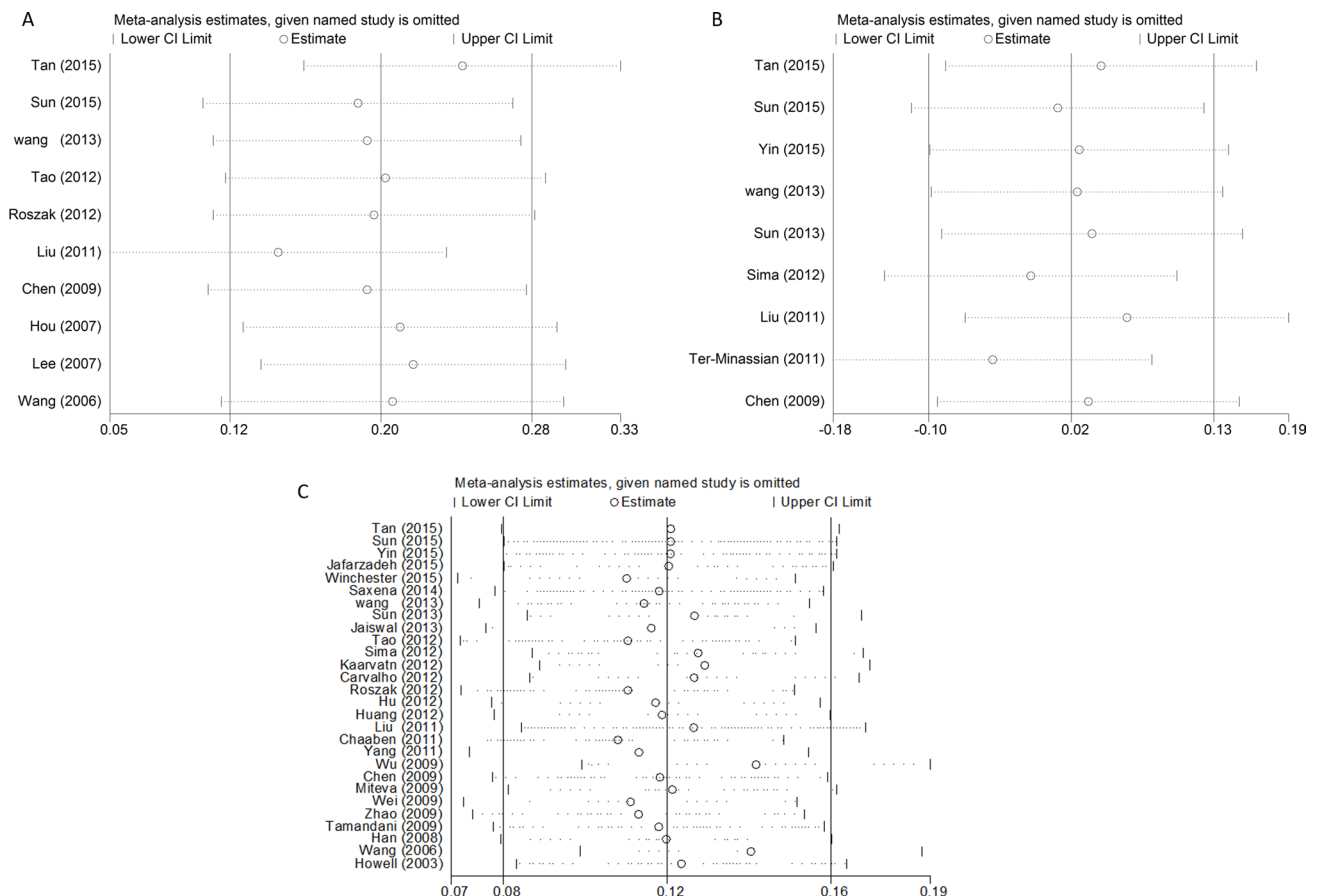 A
Meta-analysis estimates, given named study is omitted
Lower CI Limit Estimate Upper CI Limit
Tan (2015)
Sun (2015)
wang (2013)
Tao (2012)
Roszak (2012)
Liu (2011)
Chen (2009)
Hou (2007)
Lee (2007)
Wang (2006)
0.05 0.12 0.20 0.28 0.33
B
Meta-analysis estimates, given named study is omitted
Lower CI Limit Estimate Upper CI Limit
Tan (2015)
Sun (2015)
Yin (2015)
wang (2013)
Sun (2013)
Sima (2012)
Liu (2011)
Ter-Minassian (2011)
Chen (2009)
-0.18 -0.10 0.02 0.13 0.19
C
Meta-analysis estimates, given named study is omitted
Lower CI Limit Estimate Upper CI Limit
Tan (2015)
Sun (2015)
Yin (2015)
Jafarzadeh (2015)
Winchester (2015)
Saxena (2014)
wang (2013)
Sun (2013)
Jaiswal (2013)
Tao (2012)
Sima (2012)
Kaarvatn (2012)
Carvalho (2012)
Roszak (2012)
Hu (2012)
Huang (2012)
Liu (2011)
Chaaben (2011)
Yang (2011)
Wu (2009)
Chen (2009)
Miteva (2009)
Wei (2009)
Zhao (2009)
Tamandani (2009)
Han (2008)
Wang (2006)
Howell (2003)
0.07 0.08 0.12 0.16 0.19